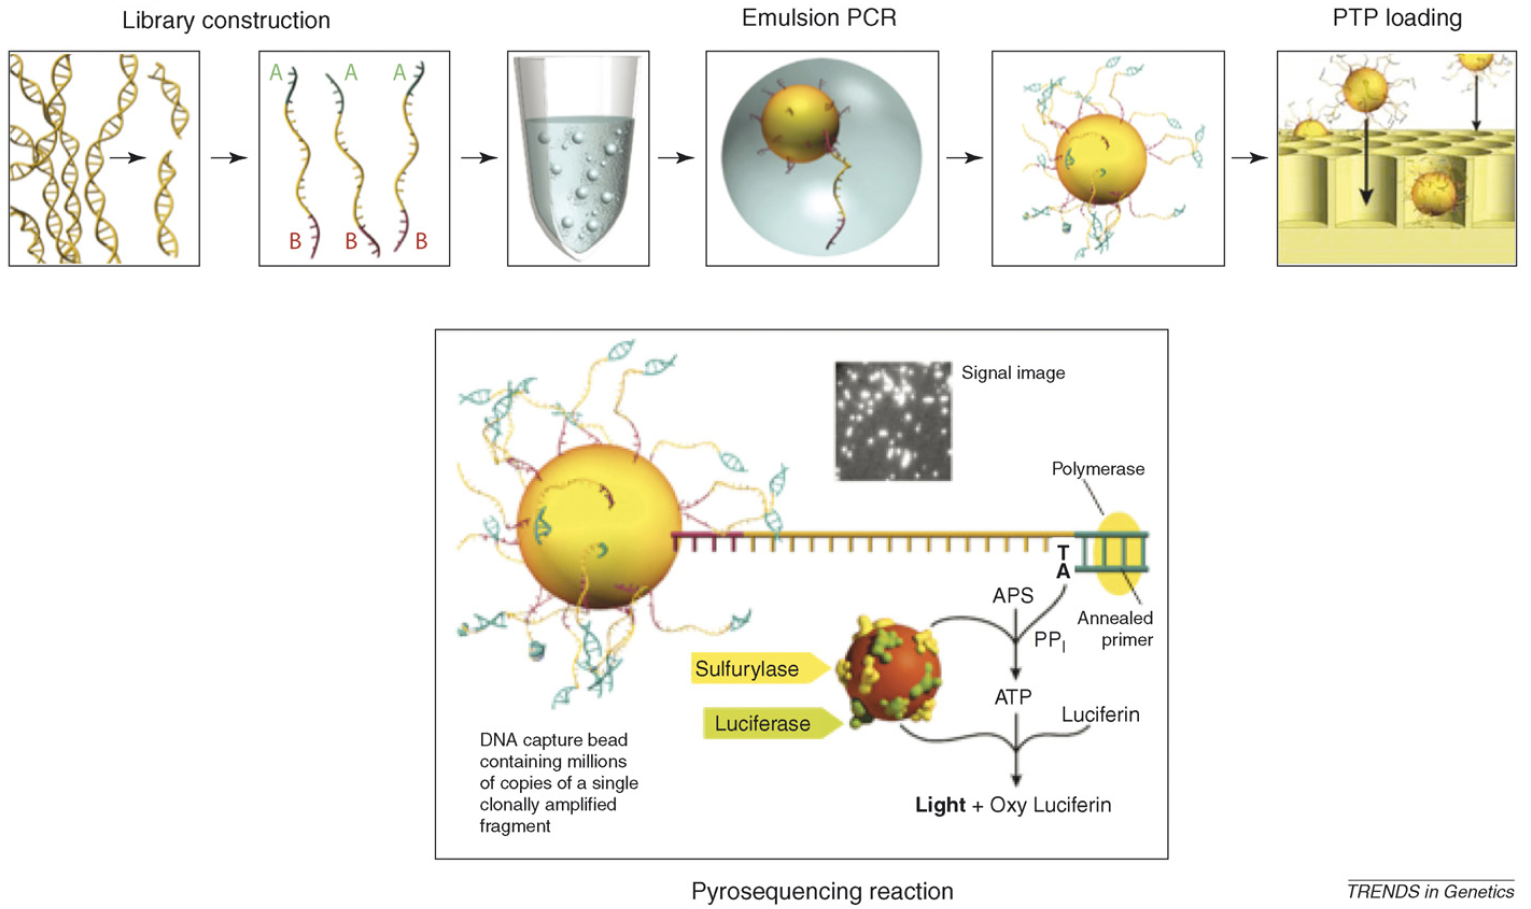 Library construction
Emulsion PCR
PTP loading
A
A
A
B
B
B
Signal image
Polymerase
T
A
APS
Annealed
primer
PPI
Sulfurylase
ATP
Luciferin
Luciferase
DNA capture bead
containing millions
of copies of a single
clonally amplified
fragment
Light + Oxy Luciferin
Pyrosequencing reaction
TRENDS in Genetics